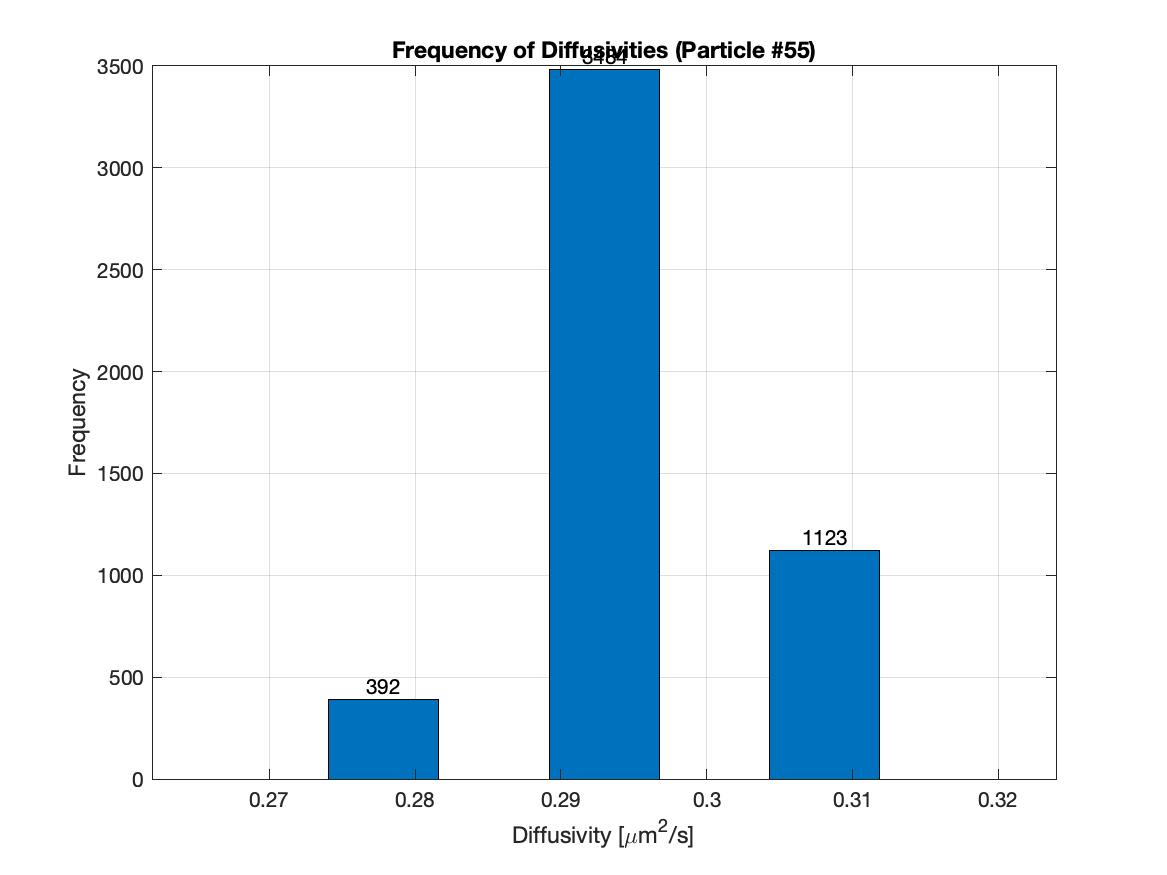 Frequency of Diffusivities (Particle #55)
3484
3500
3000
2500
2000
1500
1000
500
0
Frequency
392
1123
0.27 0.28 0.29 0.3 0.31 0.32
Diffusivity [μm²/s]